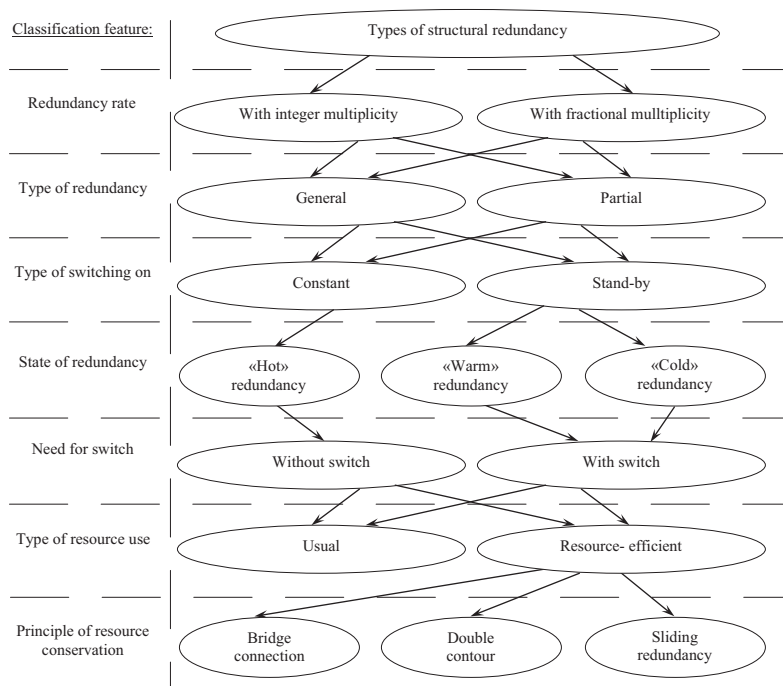 Classification feature:
Types of structural redundancy
Redundancy rate
With integer multiplicity
With fractional mulltiplicity
Type of redundancy
General
Partial
Type of switching on
Constant
Stand-by
State of redundancy
«Hot»
redundancy
«Warm»
redundancy
«Cold»
redundancy
Need for switch
Without switch
With switch
Type of resource use
Usual
Resource- efficient
Principle of resource
conservation
Bridge
connection
Double
contour
Sliding
redundancy